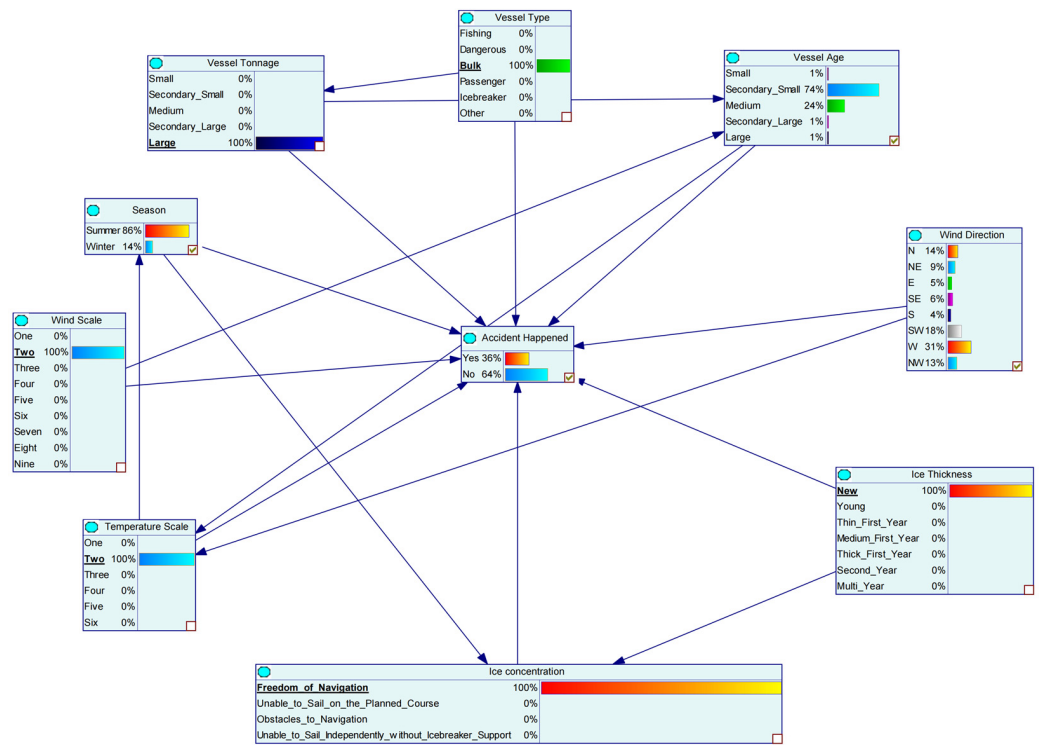 Vessel Type
Fishing 0%
Dangerous 0%
Bulk 100%
Passenger 0%
Icebreaker 0%
Other 0%
Vessel Tonnage
Small 0%
Secondary_Small 0%
Medium 0%
Secondary_Large 0%
Large 100%
Vessel Age
Small 1%
Secondary_Small 74%
Medium 24%
Secondary_Large 1%
Large 1%
Season
Summer 86%
Winter 14%
Wind Direction
N 14%
NE 9%
E 5%
SE 6%
S 4%
SW 18%
W 31%
NW 13%
Wind Scale
One 0%
Two 100%
Three 0%
Four 0%
Five 0%
Six 0%
Seven 0%
Eight 0%
Nine 0%
Accident Happened
Yes 36%
No 64%
Ice Thickness
New 100%
Young 0%
Thin_First_Year 0%
Medium_First_Year 0%
Thick_First_Year 0%
Second_Year 0%
Multi_Year 0%
Temperature Scale
One 0%
Two 100%
Three 0%
Four 0%
Five 0%
Six 0%
Ice concentration
Freedom_of_Navigation 100%
Unable_to_Sail_on_the_Planned_Course 0%
Obstacles_to_Navigation 0%
Unable_to_Sail_Independently_without_Icebreaker_Support 0%